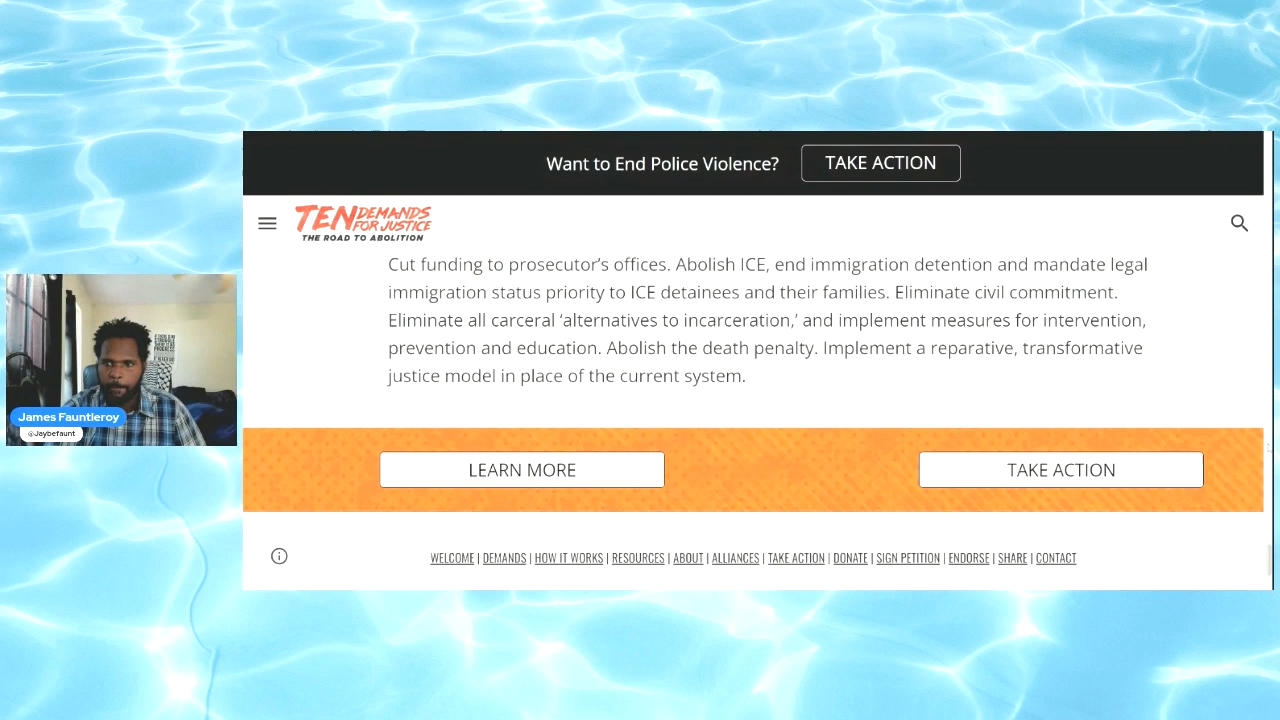 Want to End Police Violence?
TAKE ACTION
TEN DEMANDS
FOR JUSTICE
THE ROAD TO ABOLITION
Cut funding to prosecutor’s offices. Abolish ICE, end immigration detention and mandate legal
immigration status priority to ICE detainees and their families. Eliminate civil commitment.
Eliminate all carceral ‘alternatives to incarceration,’ and implement measures for intervention,
prevention and education. Abolish the death penalty. Implement a reparative, transformative
justice model in place of the current system.
James Fauntleroy
@Jaybefaunt
LEARN MORE
TAKE ACTION
WELCOME | DEMANDS | HOW IT WORKS | RESOURCES | ABOUT | ALLIANCES | TAKE ACTION | DONATE | SIGN PETITION | ENDORSE | SHARE | CONTACT